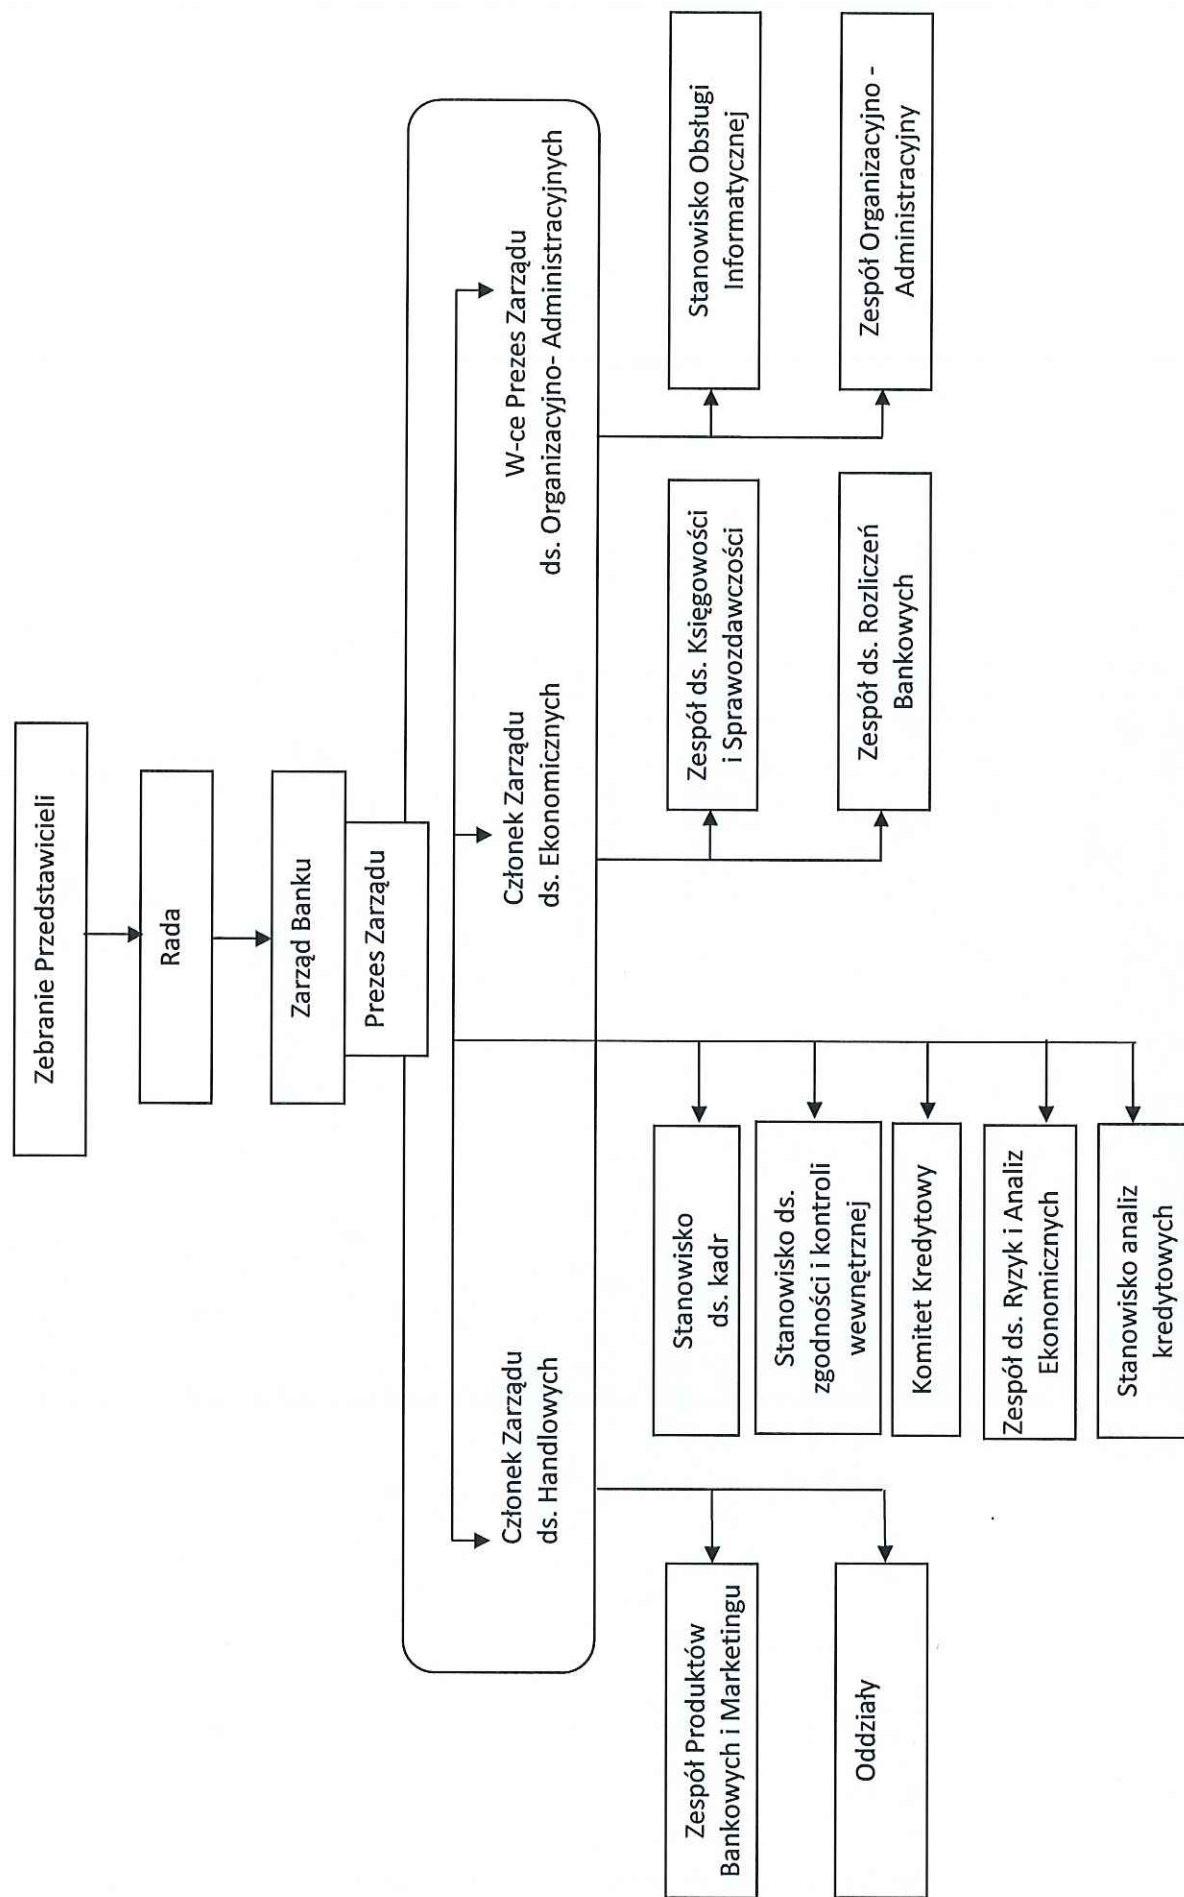 Zebranie Przedstawicieli
Rada
Zarząd Banku
Prezes Zarządu
Członek Zarządu
ds. Handlowych
Członek Zarządu
ds. Ekonomicznych
W-ce Prezes Zarządu
ds. Organizacyjno- Administracyjnych
Zespół Produktów
Bankowych i Marketingu
Oddziały
Stanowisko
ds. kadr
Stanowisko ds.
zgodności i kontroli
wewnętrznej
Komitet Kredytowy
Zespół ds. Ryzyk i Analiz
Ekonomicznych
Stanowisko analiz
kredytowych
Zespół ds. Księgowości
i Sprawozdawczości
Zespół ds. Rozliczeń
Bankowych
Stanowisko Obsługi
Informatycznej
Zespół Organizacyjno -
Administracyjny